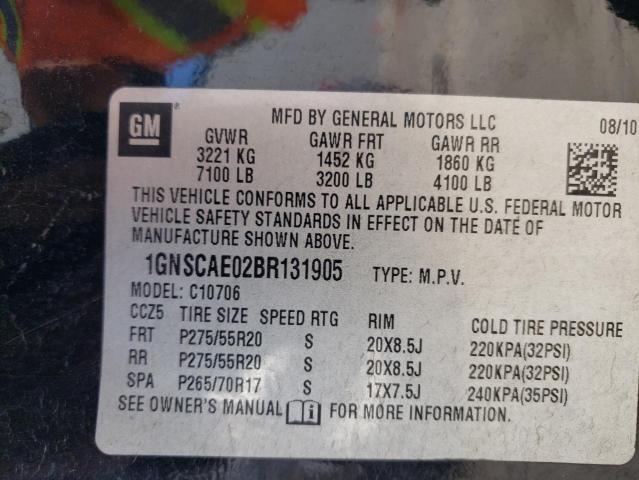 GM ®
MFD BY GENERAL MOTORS LLC 08/10
GVWR GAWR FRT GAWR RR
3221 KG 1452 KG 1860 KG
7100 LB 3200 LB 4100 LB
THIS VEHICLE CONFORMS TO ALL APPLICABLE U.S. FEDERAL MOTOR
VEHICLE SAFETY STANDARDS IN EFFECT ON THE DATE OF
MANUFACTURE SHOWN ABOVE.
1GNSCAE02BR131905 TYPE: M.P.V.
MODEL: C10706
CCZ5 TIRE SIZE SPEED RTG RIM COLD TIRE PRESSURE
FRT P275/55R20 S 20X8.5J 220KPA(32PSI)
RR P275/55R20 S 20X8.5J 220KPA(32PSI)
SPA P265/70R17 S 17X7.5J 240KPA(35PSI)
SEE OWNER'S MANUAL i FOR MORE INFORMATION.